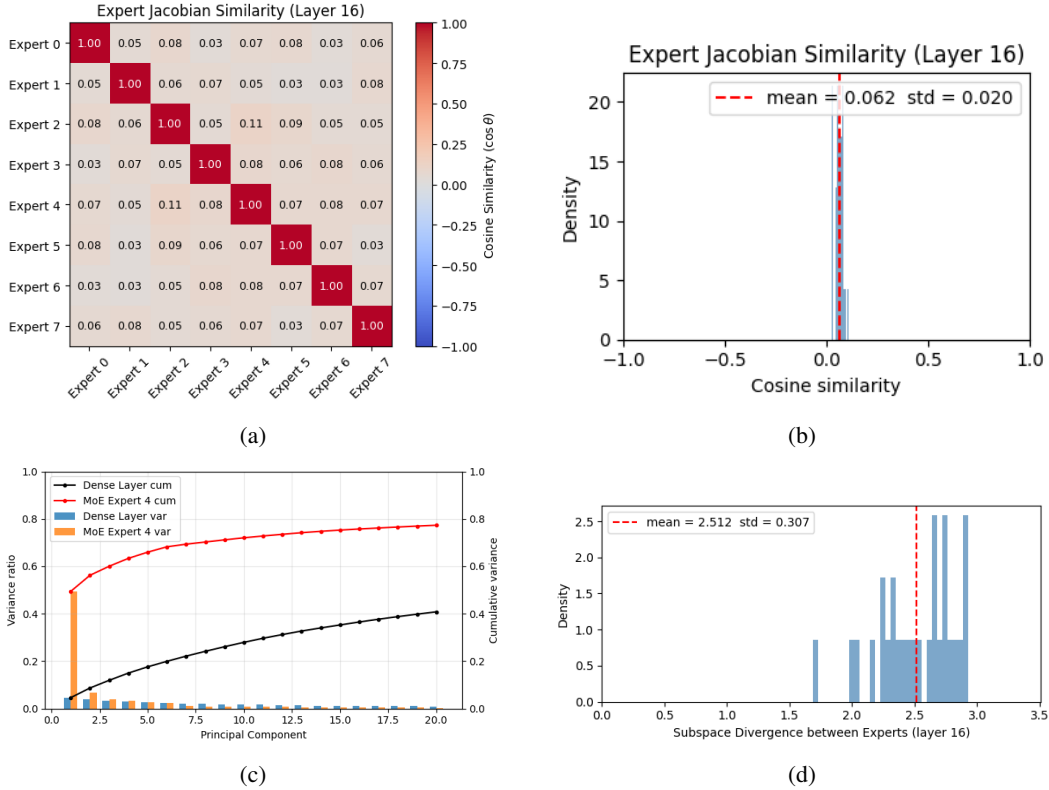 Expert Jacobian Similarity (Layer 16)
Expert 0 1.00 0.05 0.08 0.03 0.07 0.08 0.03 0.06
Expert 1 0.05 1.00 0.06 0.07 0.05 0.03 0.03 0.08
Expert 2 0.08 0.06 1.00 0.05 0.11 0.09 0.05 0.05
Expert 3 0.03 0.07 0.05 1.00 0.08 0.06 0.08 0.06
Expert 4 0.07 0.05 0.11 0.08 1.00 0.07 0.08 0.07
Expert 5 0.08 0.03 0.09 0.06 0.07 1.00 0.07 0.03
Expert 6 0.03 0.03 0.05 0.08 0.08 0.07 1.00 0.07
Expert 7 0.06 0.08 0.05 0.06 0.07 0.03 0.07 1.00
Expert 0 Expert 1 Expert 2 Expert 3 Expert 4 Expert 5 Expert 6 Expert 7
1.00
0.75
0.50
0.25
0.00
−0.25
−0.50
−0.75
−1.00
Cosine Similarity (cos θ)
(a)
Expert Jacobian Similarity (Layer 16)
mean = 0.062 std = 0.020
20
15
10
5
0
Density
−1.0 −0.5 0.0 0.5 1.0
Cosine similarity
(b)
Dense Layer cum
MoE Expert 4 cum
Dense Layer var
MoE Expert 4 var
1.0
0.8
0.6
0.4
0.2
0.0
Variance ratio
0.0 2.5 5.0 7.5 10.0 12.5 15.0 17.5 20.0
Principal Component
1.0
0.8
0.6
0.4
0.2
0.0
Cumulative variance
(c)
mean = 2.512 std = 0.307
2.5
2.0
1.5
1.0
0.5
0.0
Density
0.0 0.5 1.0 1.5 2.0 2.5 3.0 3.5
Subspace Divergence between Experts (layer 16)
(d)